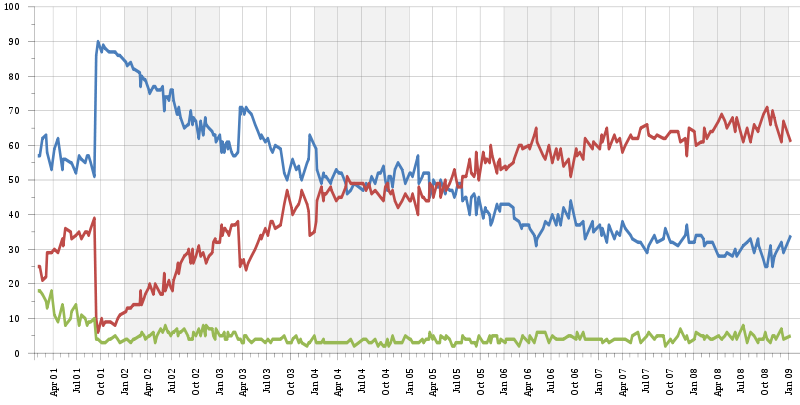 100
90
80
70
60
50
40
30
20
10
0
Apr 01
Jul 01
Oct 01
Jan 02
Apr 02
Jul 02
Oct 02
Jan 03
Apr 03
Jul 03
Oct 03
Jan 04
Apr 04
Jul 04
Oct 04
Jan 05
Apr 05
Jul 05
Oct 05
Jan 06
Apr 06
Jul 06
Oct 06
Jan 07
Apr 07
Jul 07
Oct 07
Jan 08
Apr 08
Jul 08
Oct 08
Jan 09